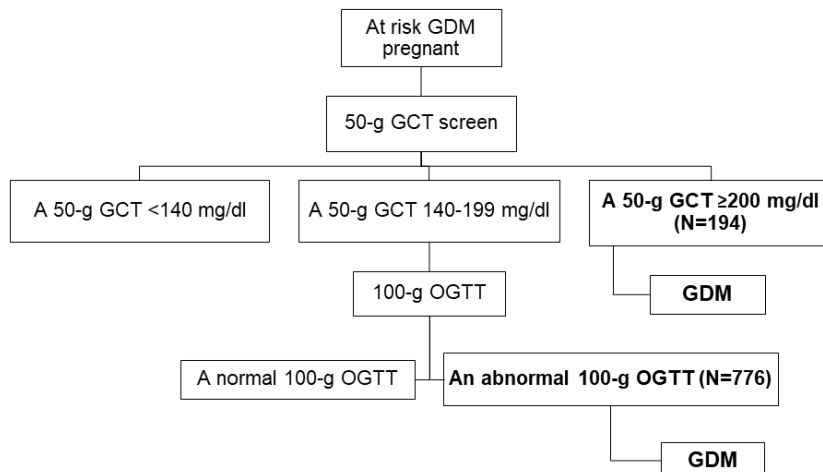 At risk GDM
pregnant
50-g GCT screen
A 50-g GCT <140 mg/dl
A 50-g GCT 140-199 mg/dl
A 50-g GCT ≥200 mg/dl
(N=194)
GDM
100-g OGTT
A normal 100-g OGTT
An abnormal 100-g OGTT (N=776)
GDM